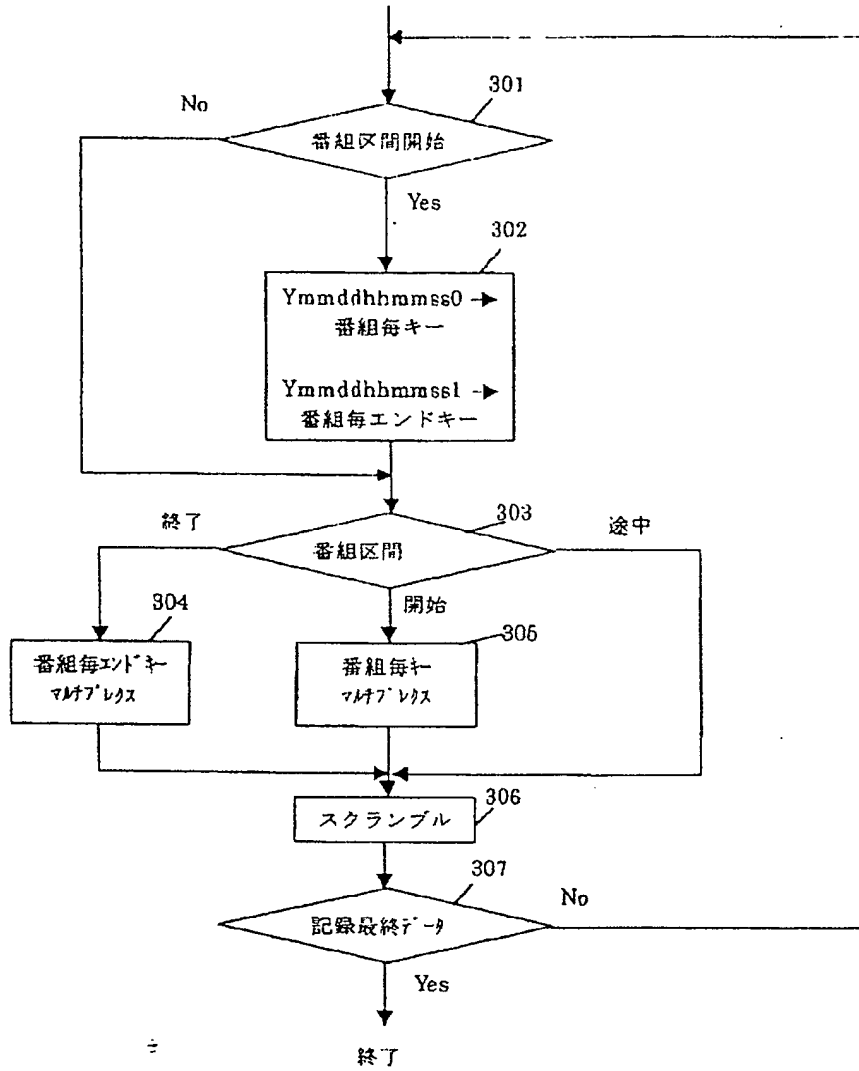 301
No
番組区間開始
Yes
302
Ymmddhhmmss0 →
番組毎キー
Ymmddhhmmss1 →
番組毎エンドキー
303
終了
途中
番組区間
304
開始
305
番組毎エンドキー
マルチプレクス
番組毎キー
マルチプレクス
306
スクランブル
307
No
記録最終データ
Yes
終了